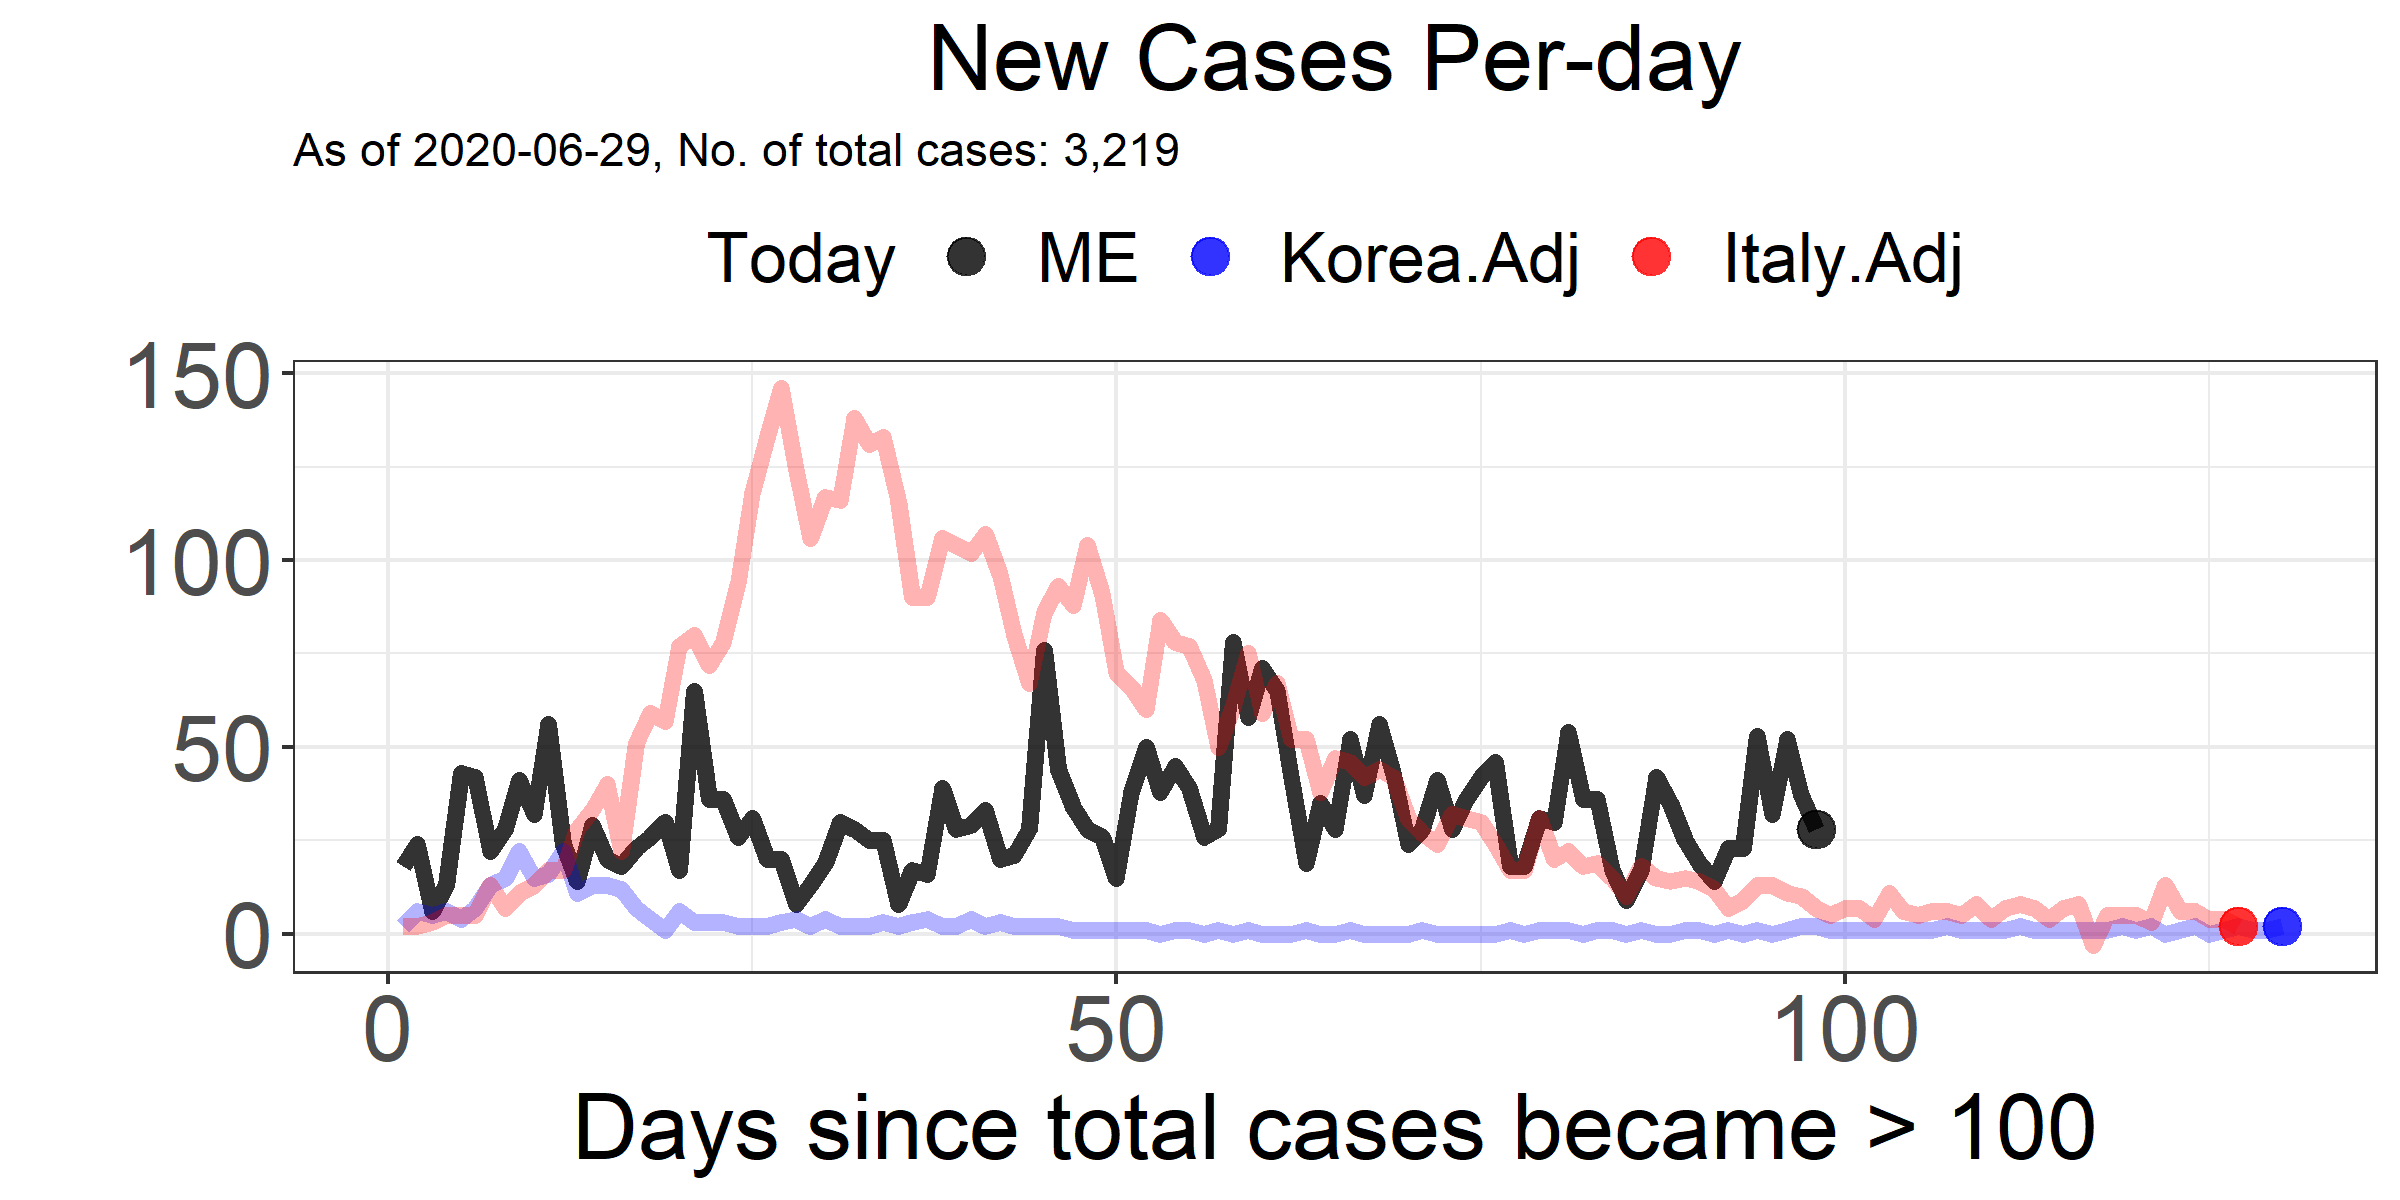 New Cases Per-day
As of 2020-06-29, No. of total cases: 3,219
Today ME Korea.Adj Italy.Adj
150
100
50
0
0 50 100
Days since total cases became > 100